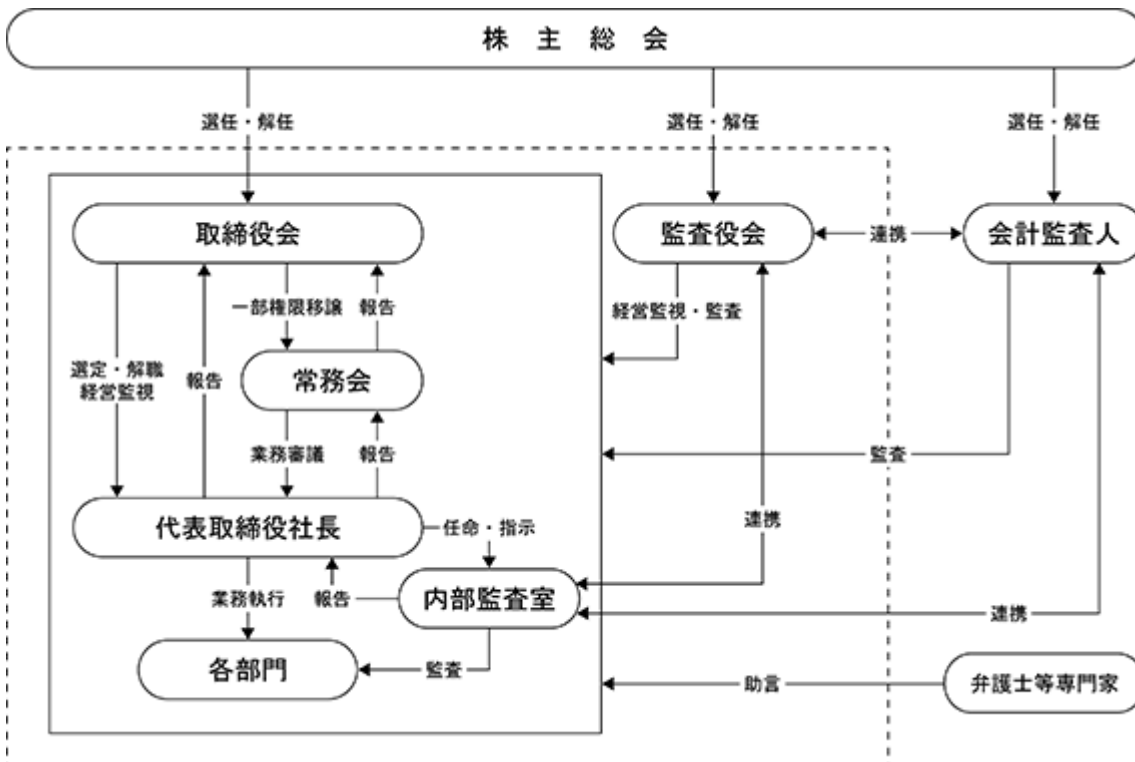 株主総会
選任・解任
選任・解任
選任・解任
取締役会
監査役会
連携
会計監査人
一部権限移譲
報告
経営監視・監査
選定・解職
経営監視
報告
常務会
業務審議
報告
監査
代表取締役社長
任命・指示
連携
業務執行
報告
内部監査室
連携
各部門
監査
助言
弁護士等専門家